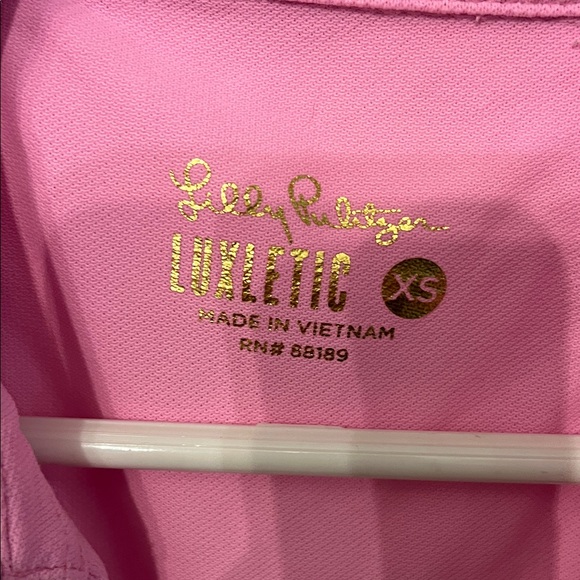 Lilly Pulitzer
LUXLETIC XS
MADE IN VIETNAM
RN# 88189